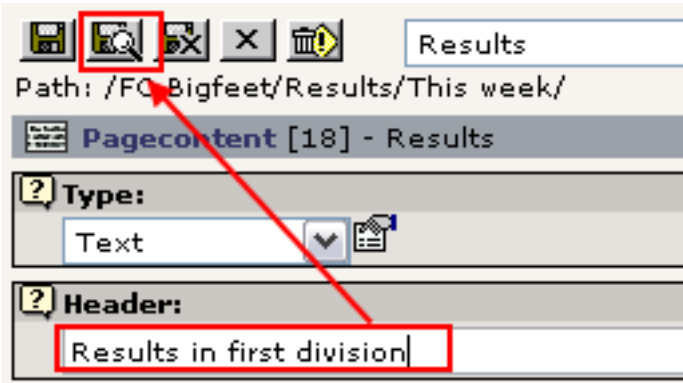 Results
Path: /FC Bigfeet/Results/This week/
Pagecontent [18] - Results
? Type:
Text
? Header:
Results in first division